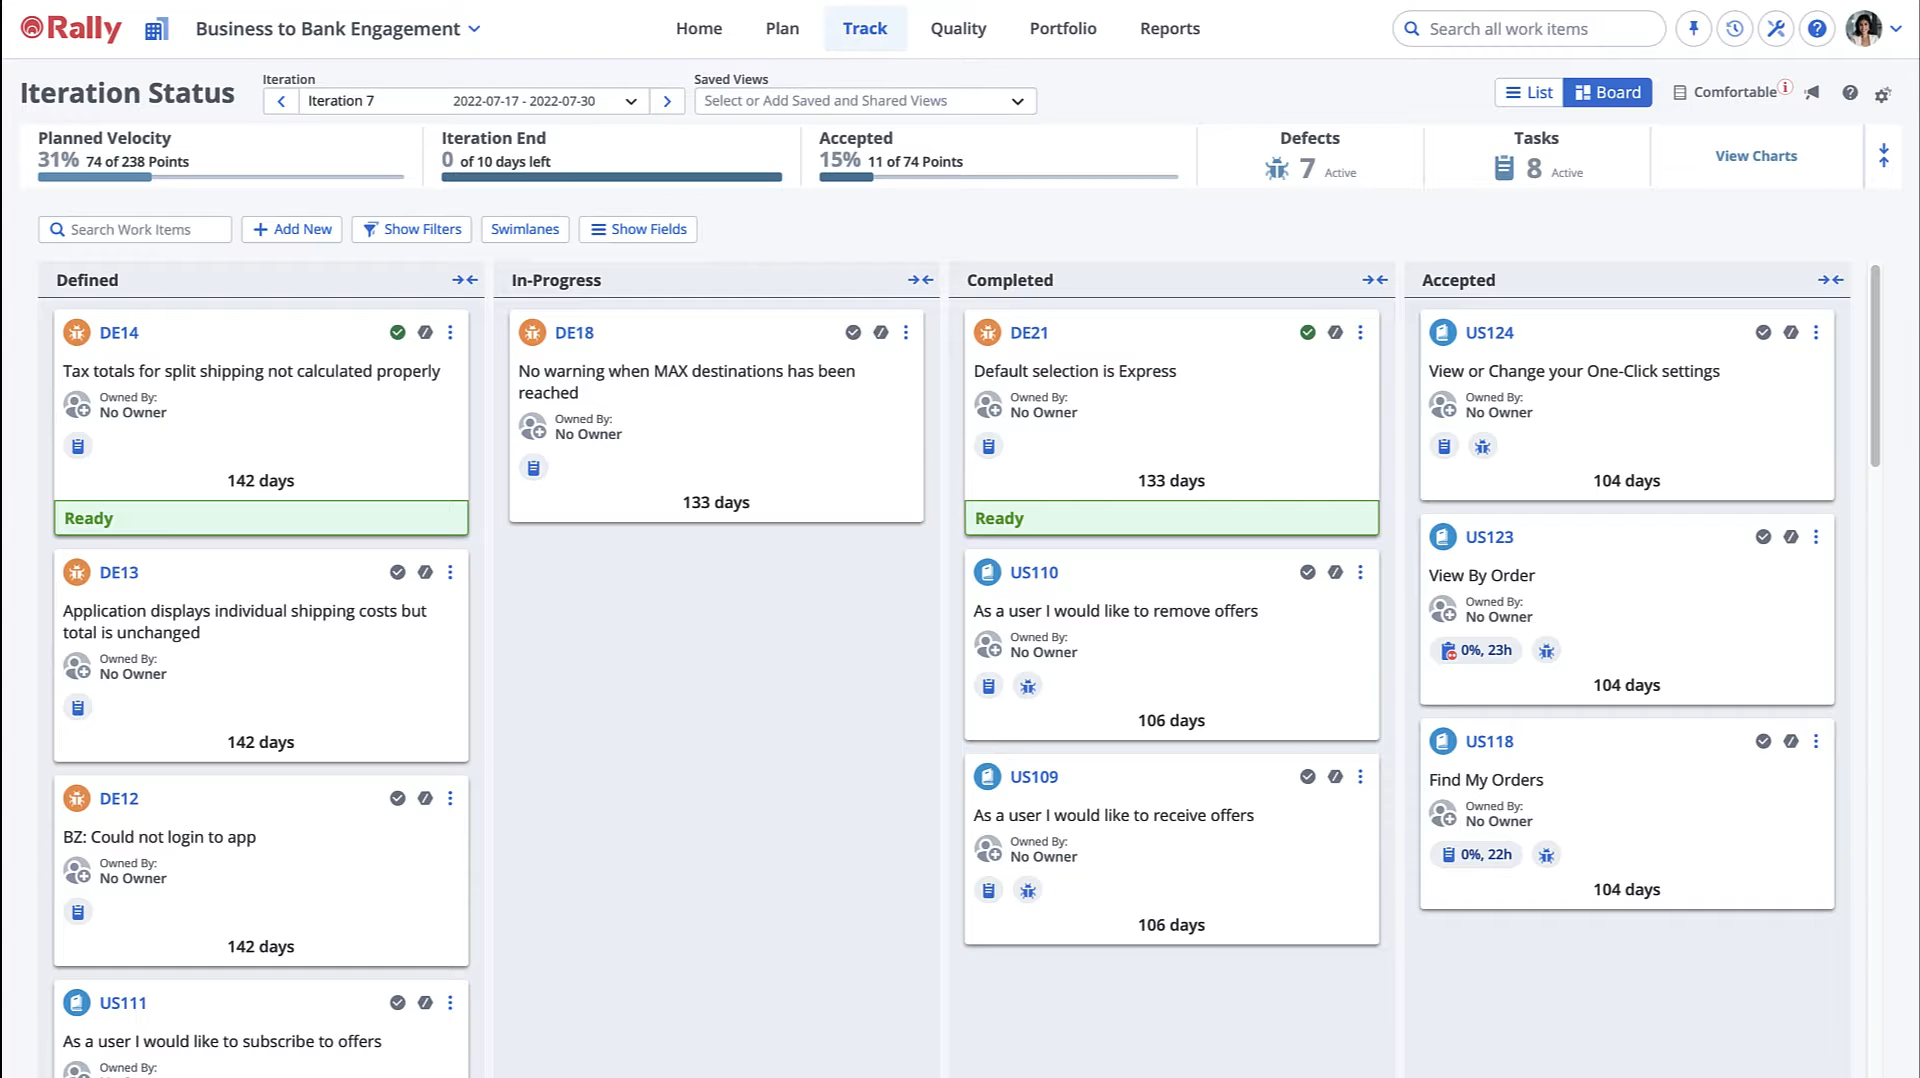 Rally
Business to Bank Engagement
Home
Plan
Track
Quality
Portfolio
Reports
Search all work items
Iteration Status
Iteration
Iteration 7 2022-07-17 - 2022-07-30
Saved Views
Select or Add Saved and Shared Views
List
Board
Comfortable
Planned Velocity
31% 74 of 238 Points
Iteration End
0 of 10 days left
Accepted
15% 11 of 74 Points
Defects
7 Active
Tasks
8 Active
View Charts
Search Work Items
Add New
Show Filters
Swimlanes
Show Fields
Defined
DE14
Tax totals for split shipping not calculated properly
Owned By:
No Owner
142 days
Ready
DE13
Application displays individual shipping costs but
total is unchanged
Owned By:
No Owner
142 days
DE12
BZ: Could not login to app
Owned By:
No Owner
142 days
US111
As a user I would like to subscribe to offers
Owned By:
In-Progress
DE18
No warning when MAX destinations has been
reached
Owned By:
No Owner
133 days
Completed
DE21
Default selection is Express
Owned By:
No Owner
133 days
Ready
US110
As a user I would like to remove offers
Owned By:
No Owner
106 days
US109
As a user I would like to receive offers
Owned By:
No Owner
106 days
Accepted
US124
View or Change your One-Click settings
Owned By:
No Owner
104 days
US123
View By Order
Owned By:
No Owner
0%, 23h
104 days
US118
Find My Orders
Owned By:
No Owner
0%, 22h
104 days